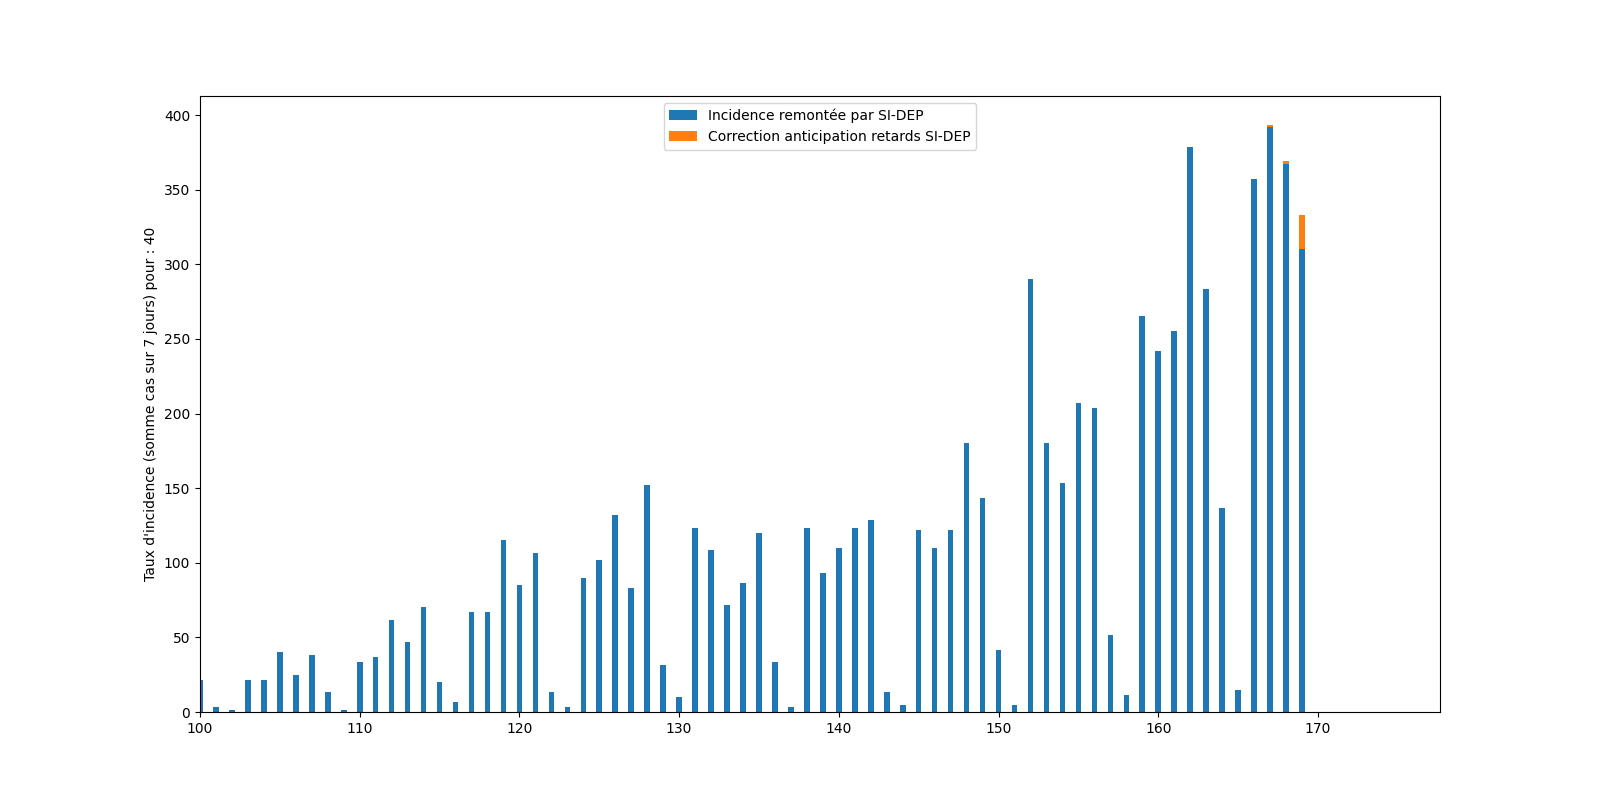 Incidence remontée par SI-DEP
Correction anticipation retards SI-DEP
Taux d'incidence (somme cas sur 7 jours) pour : 40
400
350
300
250
200
150
100
50
0
100 110 120 130 140 150 160 170